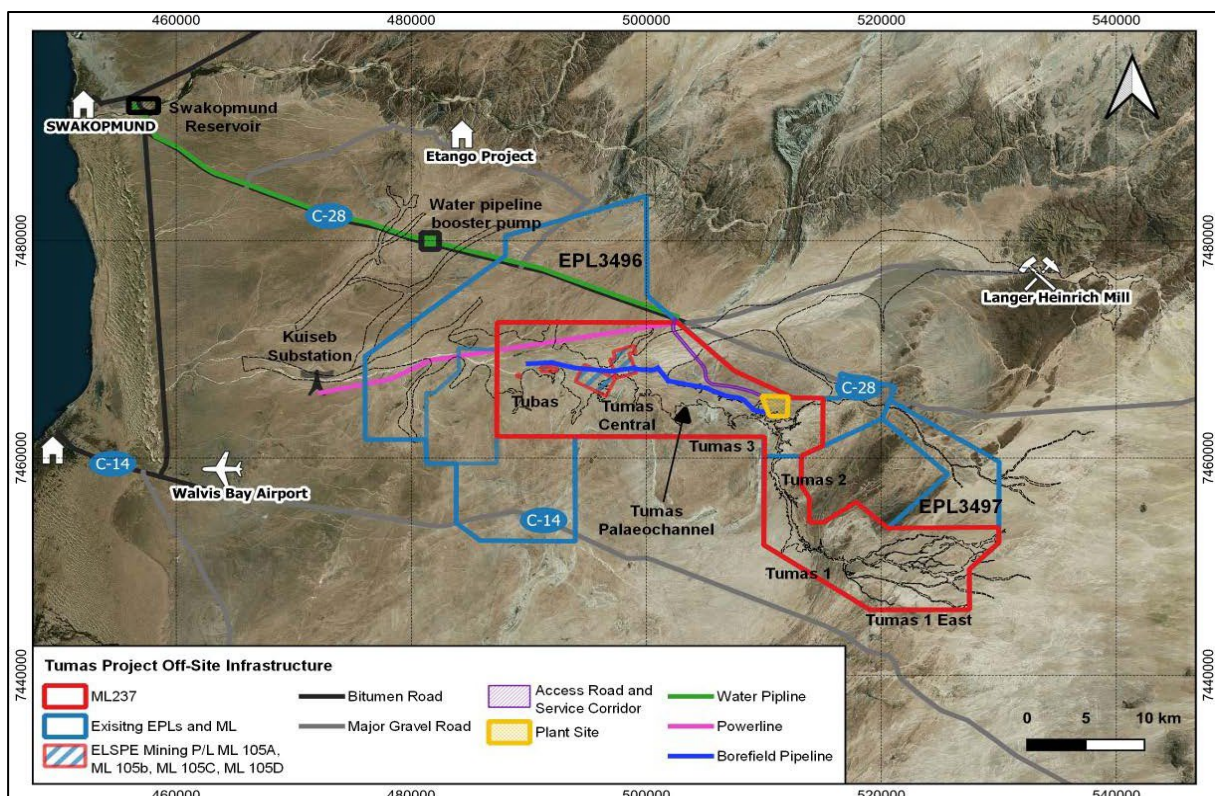 460000 480000 500000 520000 540000
SWAKOPMUND
Swakopmund
Reservoir
Etango Project
C-28
Water pipeline
booster pump
7480000
7480000
EPL3496
Langer Heinrich Mill
Kuiseb
Substation
C-28
Tubas
Tumas
Central
Tumas 3
7460000
7460000
C-14
Walvis Bay Airport
Tumas 2
EPL3497
Tumas
Palaeochannel
C-14
Tumas 1
Tumas 1 East
7440000
7440000
Tumas Project Off-Site Infrastructure
ML237
Exisitng EPLs and ML
ELSPE Mining P/L ML 105A,
ML 105b, ML 105C, ML 105D
Bitumen Road
Major Gravel Road
Access Road and
Service Corridor
Plant Site
Water Pipline
Powerline
Borefield Pipeline
0 5 10 km
460000 480000 500000 520000 540000